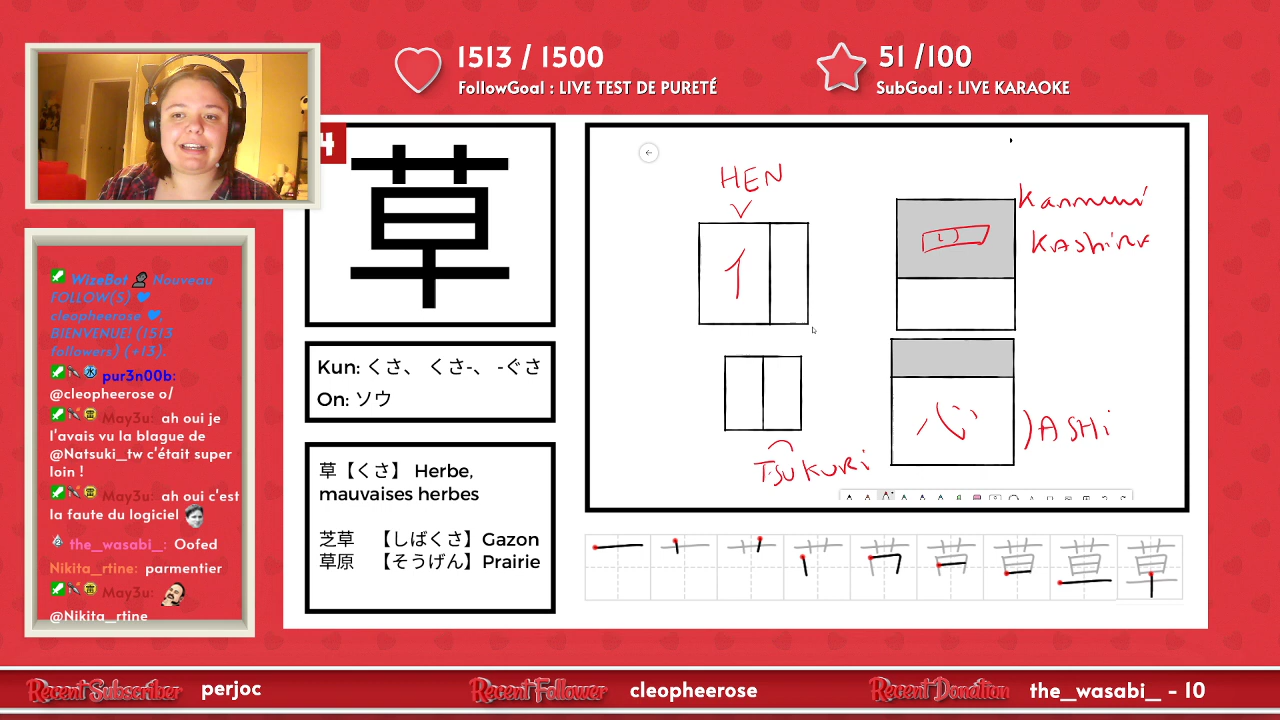 1513 / 1500
FollowGoal : LIVE TEST DE PURETÉ
51 /100
SubGoal : LIVE KARAOKE
4
草
Kun: くさ、 くさ-、 -ぐさ
On: ソウ
草【くさ】 Herbe,
mauvaises herbes
芝草 【しばくさ】Gazon
草原 【そうげん】Prairie
HEN
イ
TSUKURI
Kanmuri
心
ASHi
WizeBot Nouveau
FOLLOW(S)
cleopheerose ,
BIENVENUE! (1513
followers) (+13).
pur3n00b:
@cleopheerose o/
May3u: ah oui je
l'avais vu la blague de
@Natsuki_tw c'était super
loin !
May3u: ah oui c'est
la faute du logiciel
the_wasabi_: Oofed
Nikita_rtine: parmentier
May3u:
@Nikita_rtine
Recent Subscriber perjoc
Recent Follower cleopheerose
Recent Donation the_wasabi_ - 10